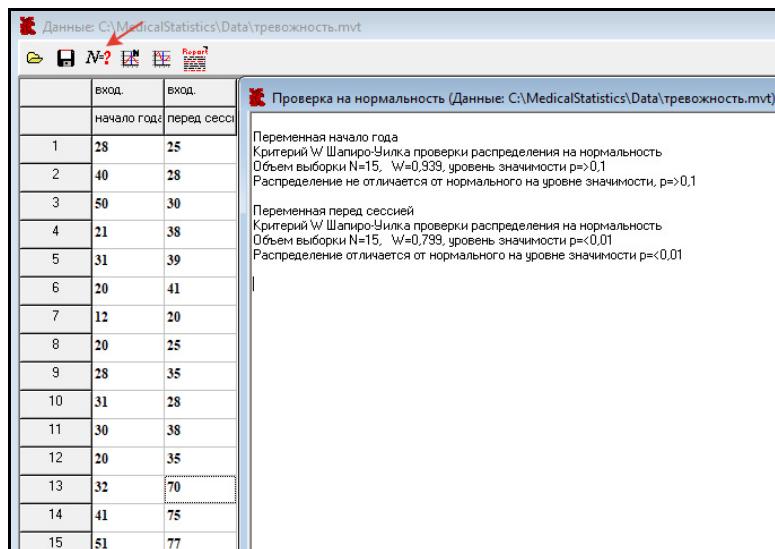 Данные: C:\MedicalStatistics\Data\тревожность.mvt
N=? Report
вход. вход.
начало года перед сесси
1 28 25
2 40 28
3 50 30
4 21 38
5 31 39
6 20 41
7 12 20
8 20 25
9 28 35
10 31 28
11 30 38
12 20 35
13 32 70
14 41 75
15 51 77
Проверка на нормальность (Данные: C:\MedicalStatistics\Data\тревожность.mvt)
Переменная начало года
Критерий W Шапиро-Уилка проверки распределения на нормальность
Объем выборки N=15, W=0,939, уровень значимости p=>0,1
Распределение не отличается от нормального на уровне значимости, p=>0,1
Переменная перед сессией
Критерий W Шапиро-Уилка проверки распределения на нормальность
Объем выборки N=15, W=0,799, уровень значимости p=<0,01
Распределение отличается от нормального на уровне значимости p=<0,01